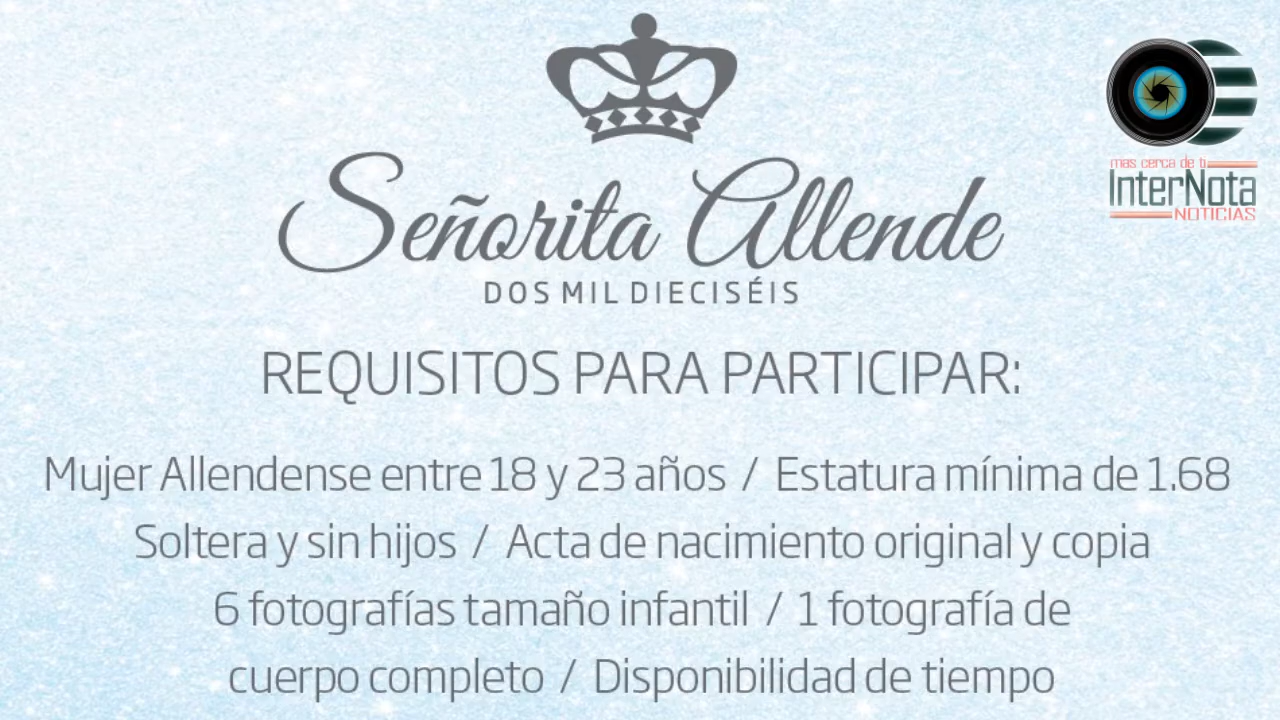 Señorita Allende
DOS MIL DIECISÉIS
mas cerca de ti
InterNota
NOTICIAS
REQUISITOS PARA PARTICIPAR:
Mujer Allendense entre 18 y 23 años / Estatura mínima de 1.68
Soltera y sin hijos / Acta de nacimiento original y copia
6 fotografías tamaño infantil / 1 fotografía de
cuerpo completo / Disponibilidad de tiempo